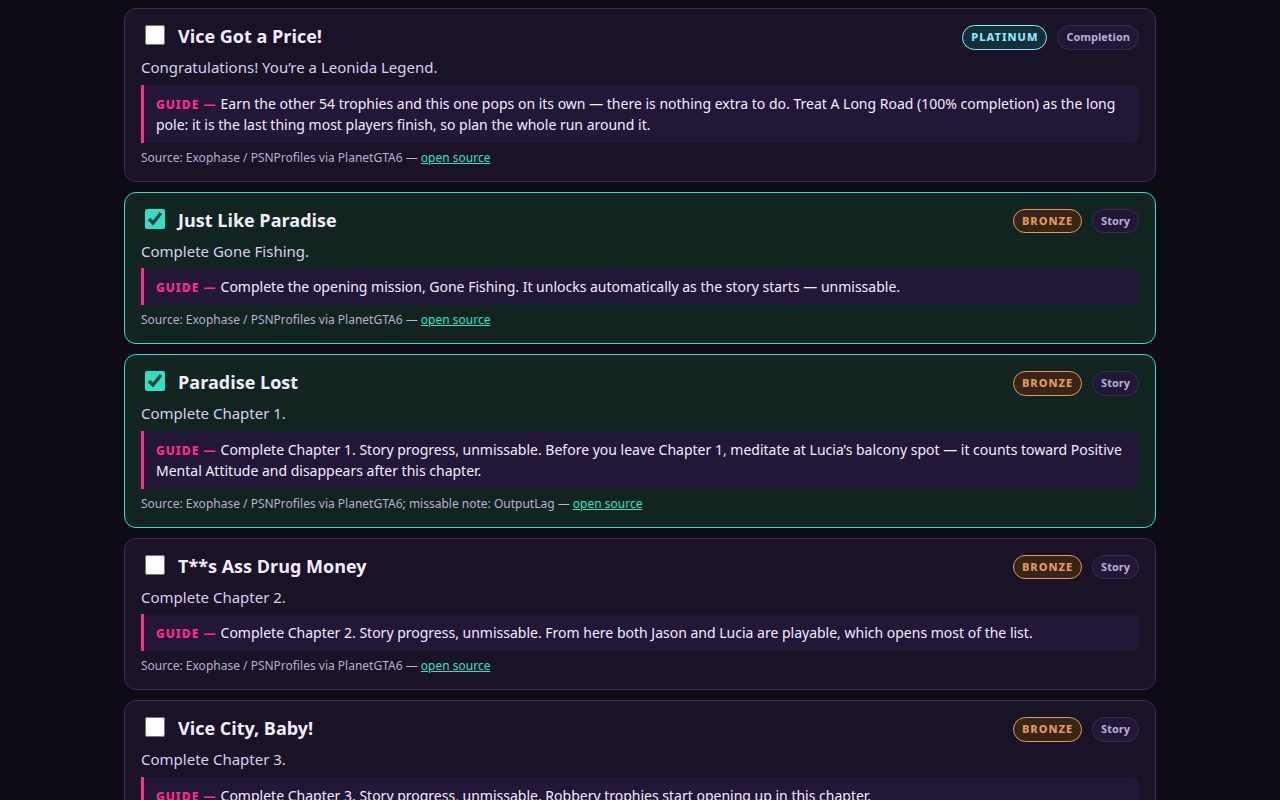 Vice Got a Price! PLATINUM Completion
Congratulations! You’re a Leonida Legend.
GUIDE — Earn the other 54 trophies and this one pops on its own — there is nothing extra to do. Treat A Long Road (100% completion) as the long
pole: it is the last thing most players finish, so plan the whole run around it.
Source: Exophase / PSNProfiles via PlanetGTA6 — open source
Just Like Paradise BRONZE Story
Complete Gone Fishing.
GUIDE — Complete the opening mission, Gone Fishing. It unlocks automatically as the story starts — unmissable.
Source: Exophase / PSNProfiles via PlanetGTA6 — open source
Paradise Lost BRONZE Story
Complete Chapter 1.
GUIDE — Complete Chapter 1. Story progress, unmissable. Before you leave Chapter 1, meditate at Lucia’s balcony spot — it counts toward Positive
Mental Attitude and disappears after this chapter.
Source: Exophase / PSNProfiles via PlanetGTA6; missable note: OutputLag — open source
T**s Ass Drug Money BRONZE Story
Complete Chapter 2.
GUIDE — Complete Chapter 2. Story progress, unmissable. From here both Jason and Lucia are playable, which opens most of the list.
Source: Exophase / PSNProfiles via PlanetGTA6 — open source
Vice City, Baby! BRONZE Story
Complete Chapter 3.
GUIDE — Complete Chapter 3. Story progress, unmissable. Robbery trophies start opening up in this chapter.